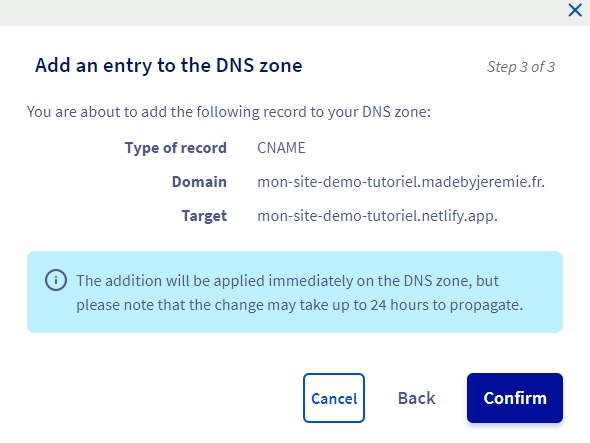 Add an entry to the DNS zone
Step 3 of 3
You are about to add the following record to your DNS zone:
Type of record CNAME
Domain mon-site-demo-tutoriel.madebyjeremie.fr.
Target mon-site-demo-tutoriel.netlify.app.
The addition will be applied immediately on the DNS zone, but
please note that the change may take up to 24 hours to propagate.
Cancel Back Confirm